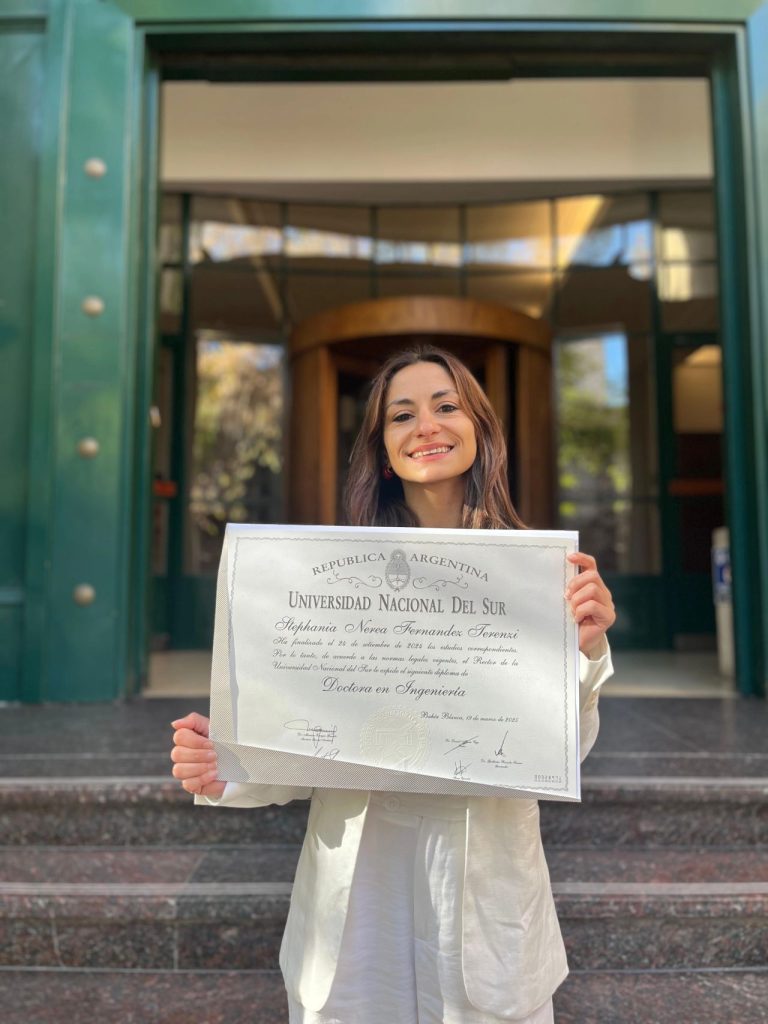 REPUBLICA ARGENTINA
UNIVERSIDAD NACIONAL DEL SUR
Stephania Nerea Fernandez Terenzi
Ha finalizado el 24 de setiembre de 2024 los estudios correspondientes.
Por lo tanto, de acuerdo a las normas legales vigentes, el Rector de la
Universidad Nacional del Sur le expide el siguiente diploma de
Doctora en Ingeniería
Bahía Blanca, 13 de marzo de 2025